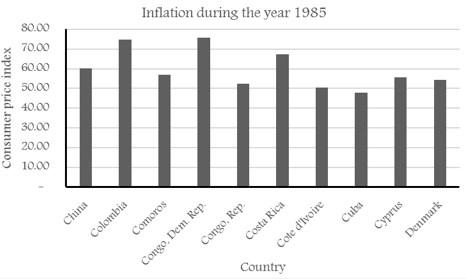 Inflation during the year 1985
Consumer price index
80.00
70.00
60.00
50.00
40.00
30.00
20.00
10.00
-
China
Colombia
Comoros
Congo, Dem. Rep.
Congo, Rep.
Costa Rica
Cote d'Ivoire
Cuba
Cyprus
Denmark
Country